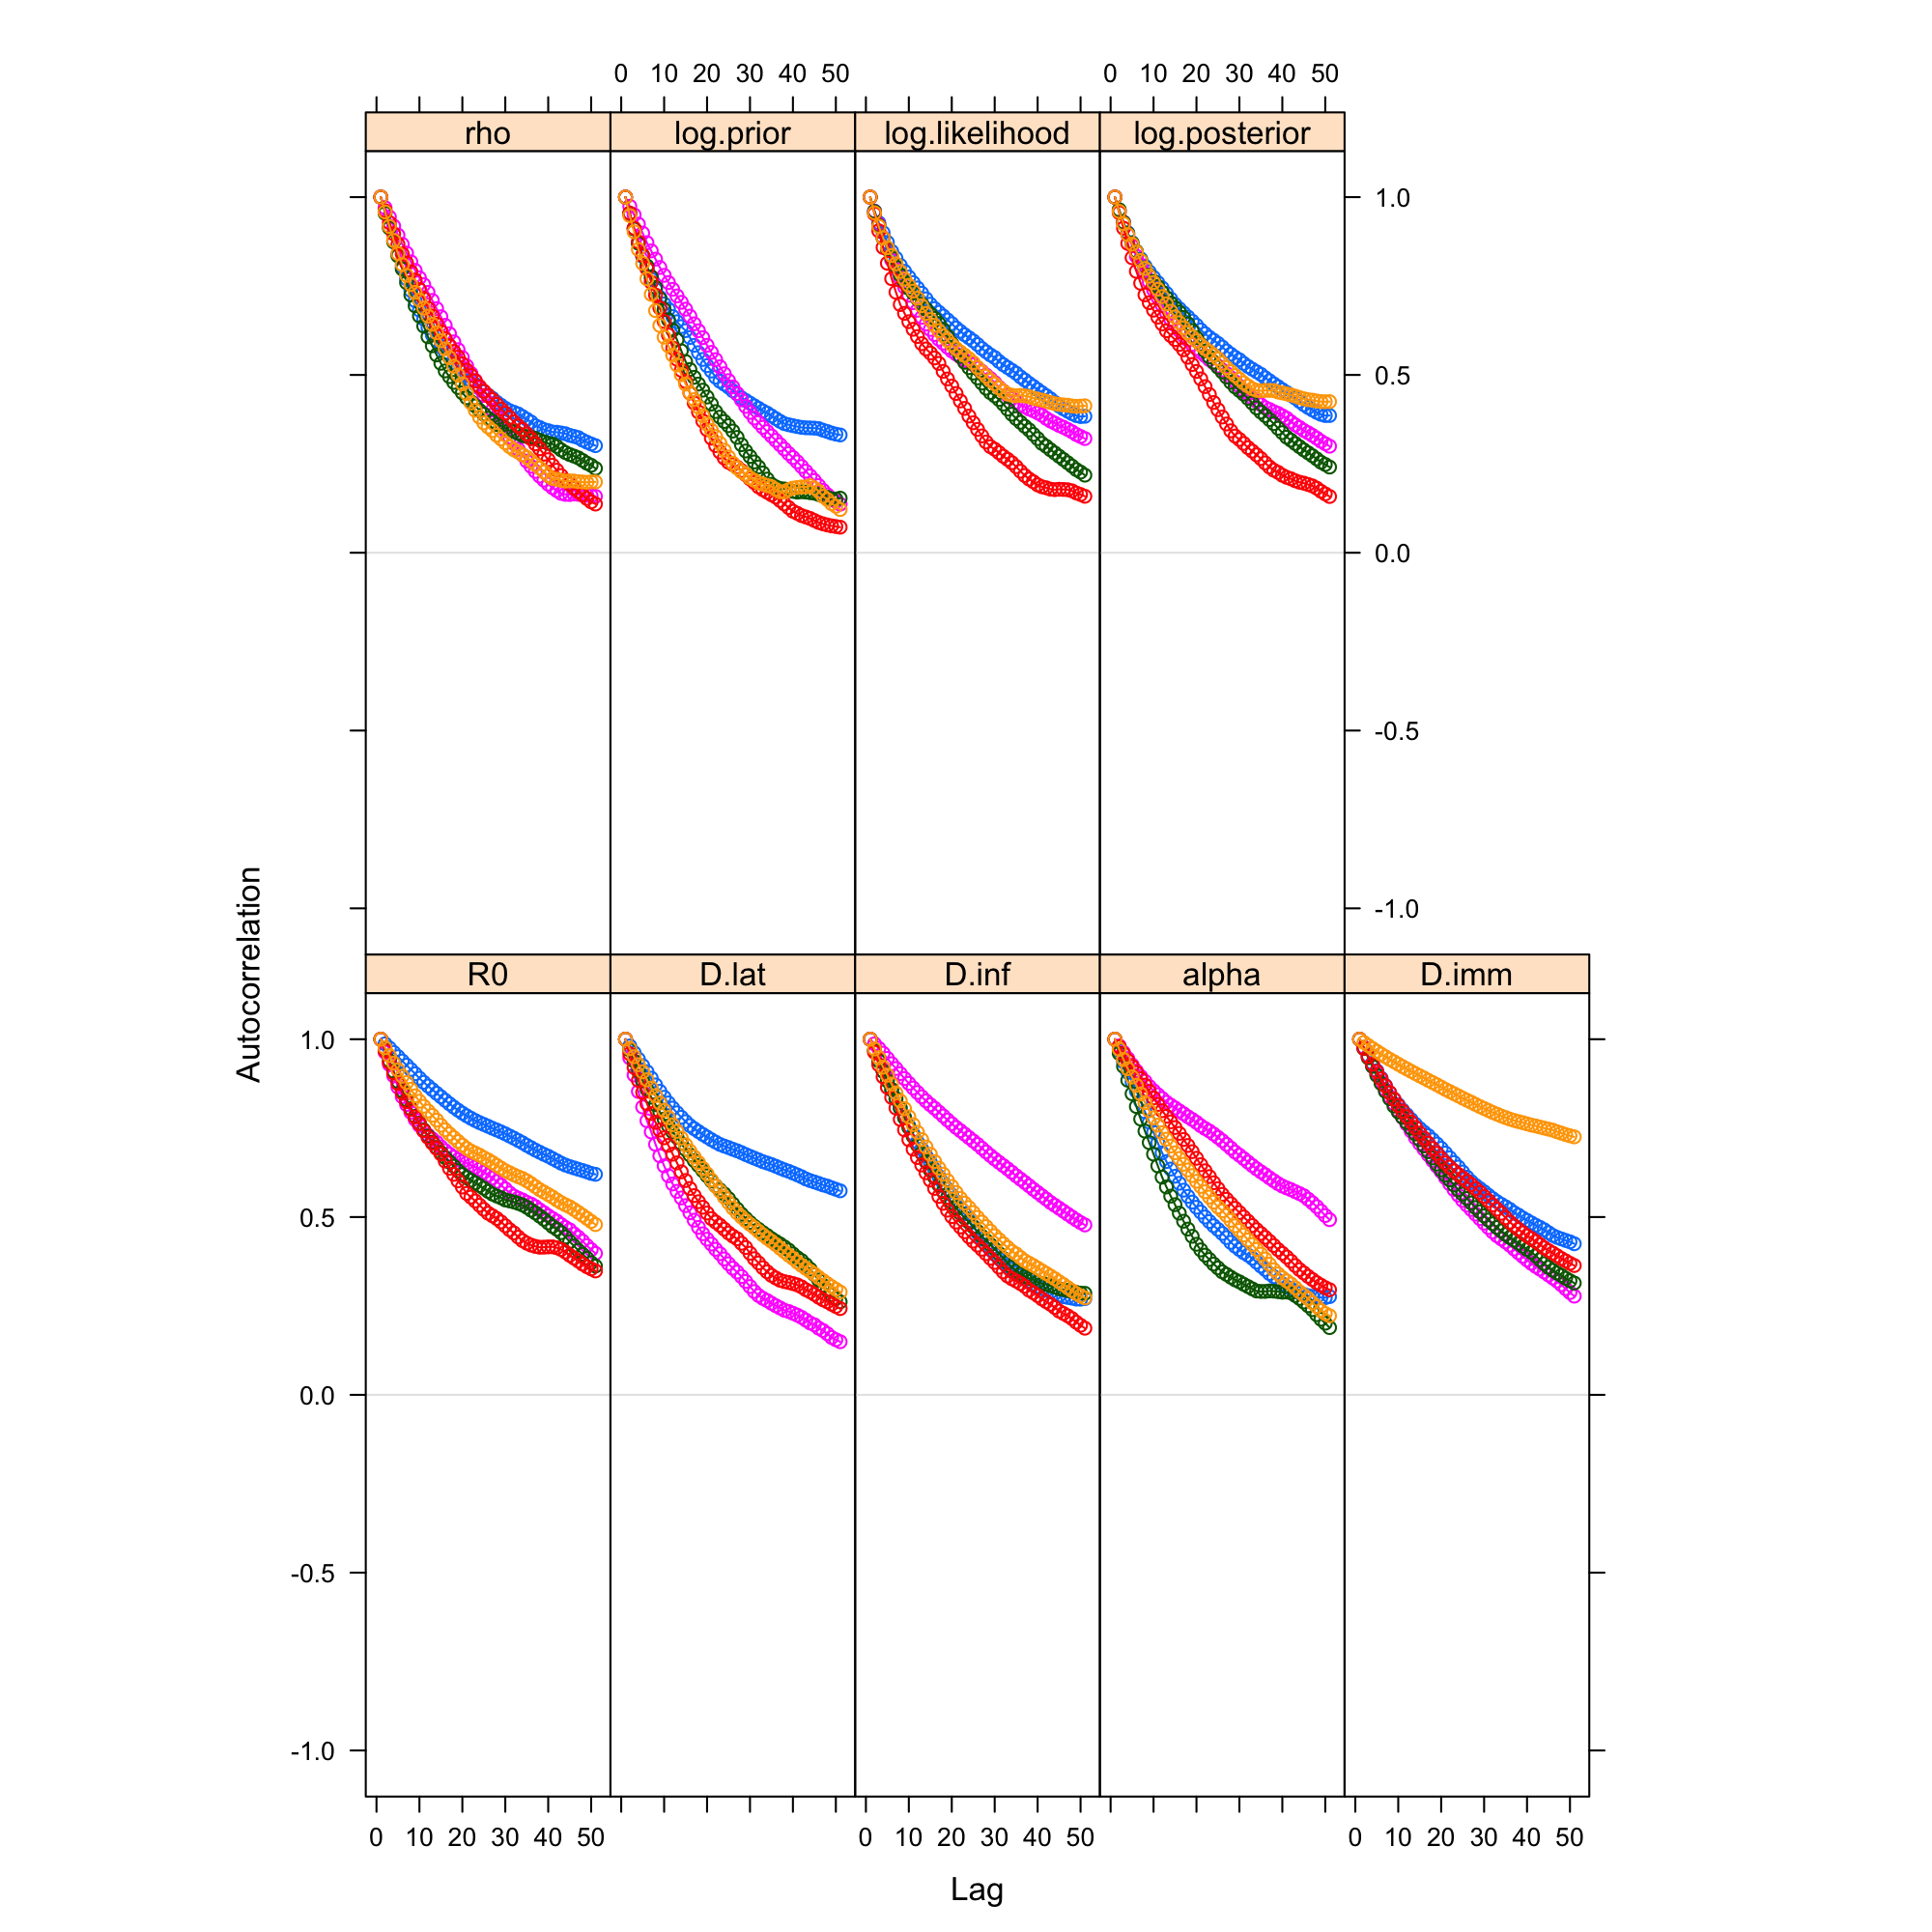 0 10 20 30 40 50 0 10 20 30 40 50
rho log.prior log.likelihood log.posterior
1.0
0.5
0.0
-0.5
-1.0
Autocorrelation
R0 D.lat D.inf alpha D.imm
1.0
0.5
0.0
-0.5
-1.0
0 10 20 30 40 50 0 10 20 30 40 50 0 10 20 30 40 50
Lag